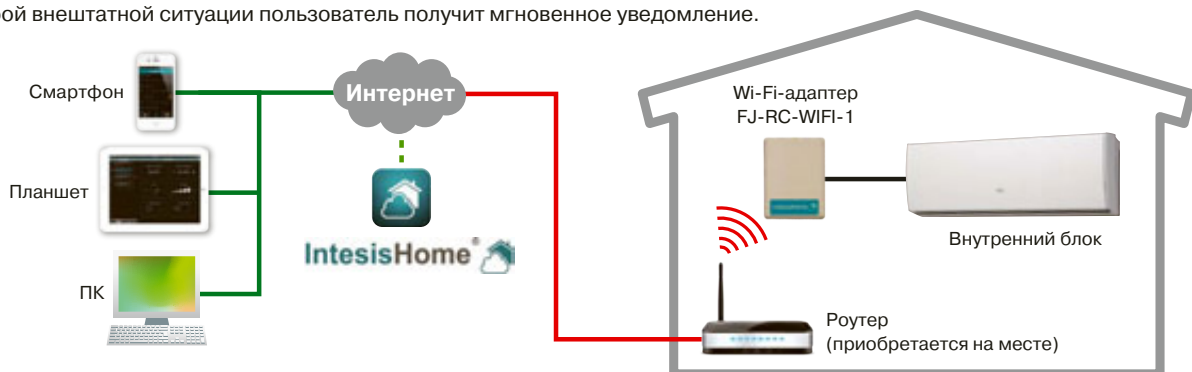 внештатной ситуации пользователь получит мгновенное уведомление.
Смартфон
Интернет
Wi-Fi-адаптер
FJ-RC-WIFI-1
Планшет
IntesisHome®
Внутренний блок
ПК
Роутер
(приобретается на месте)